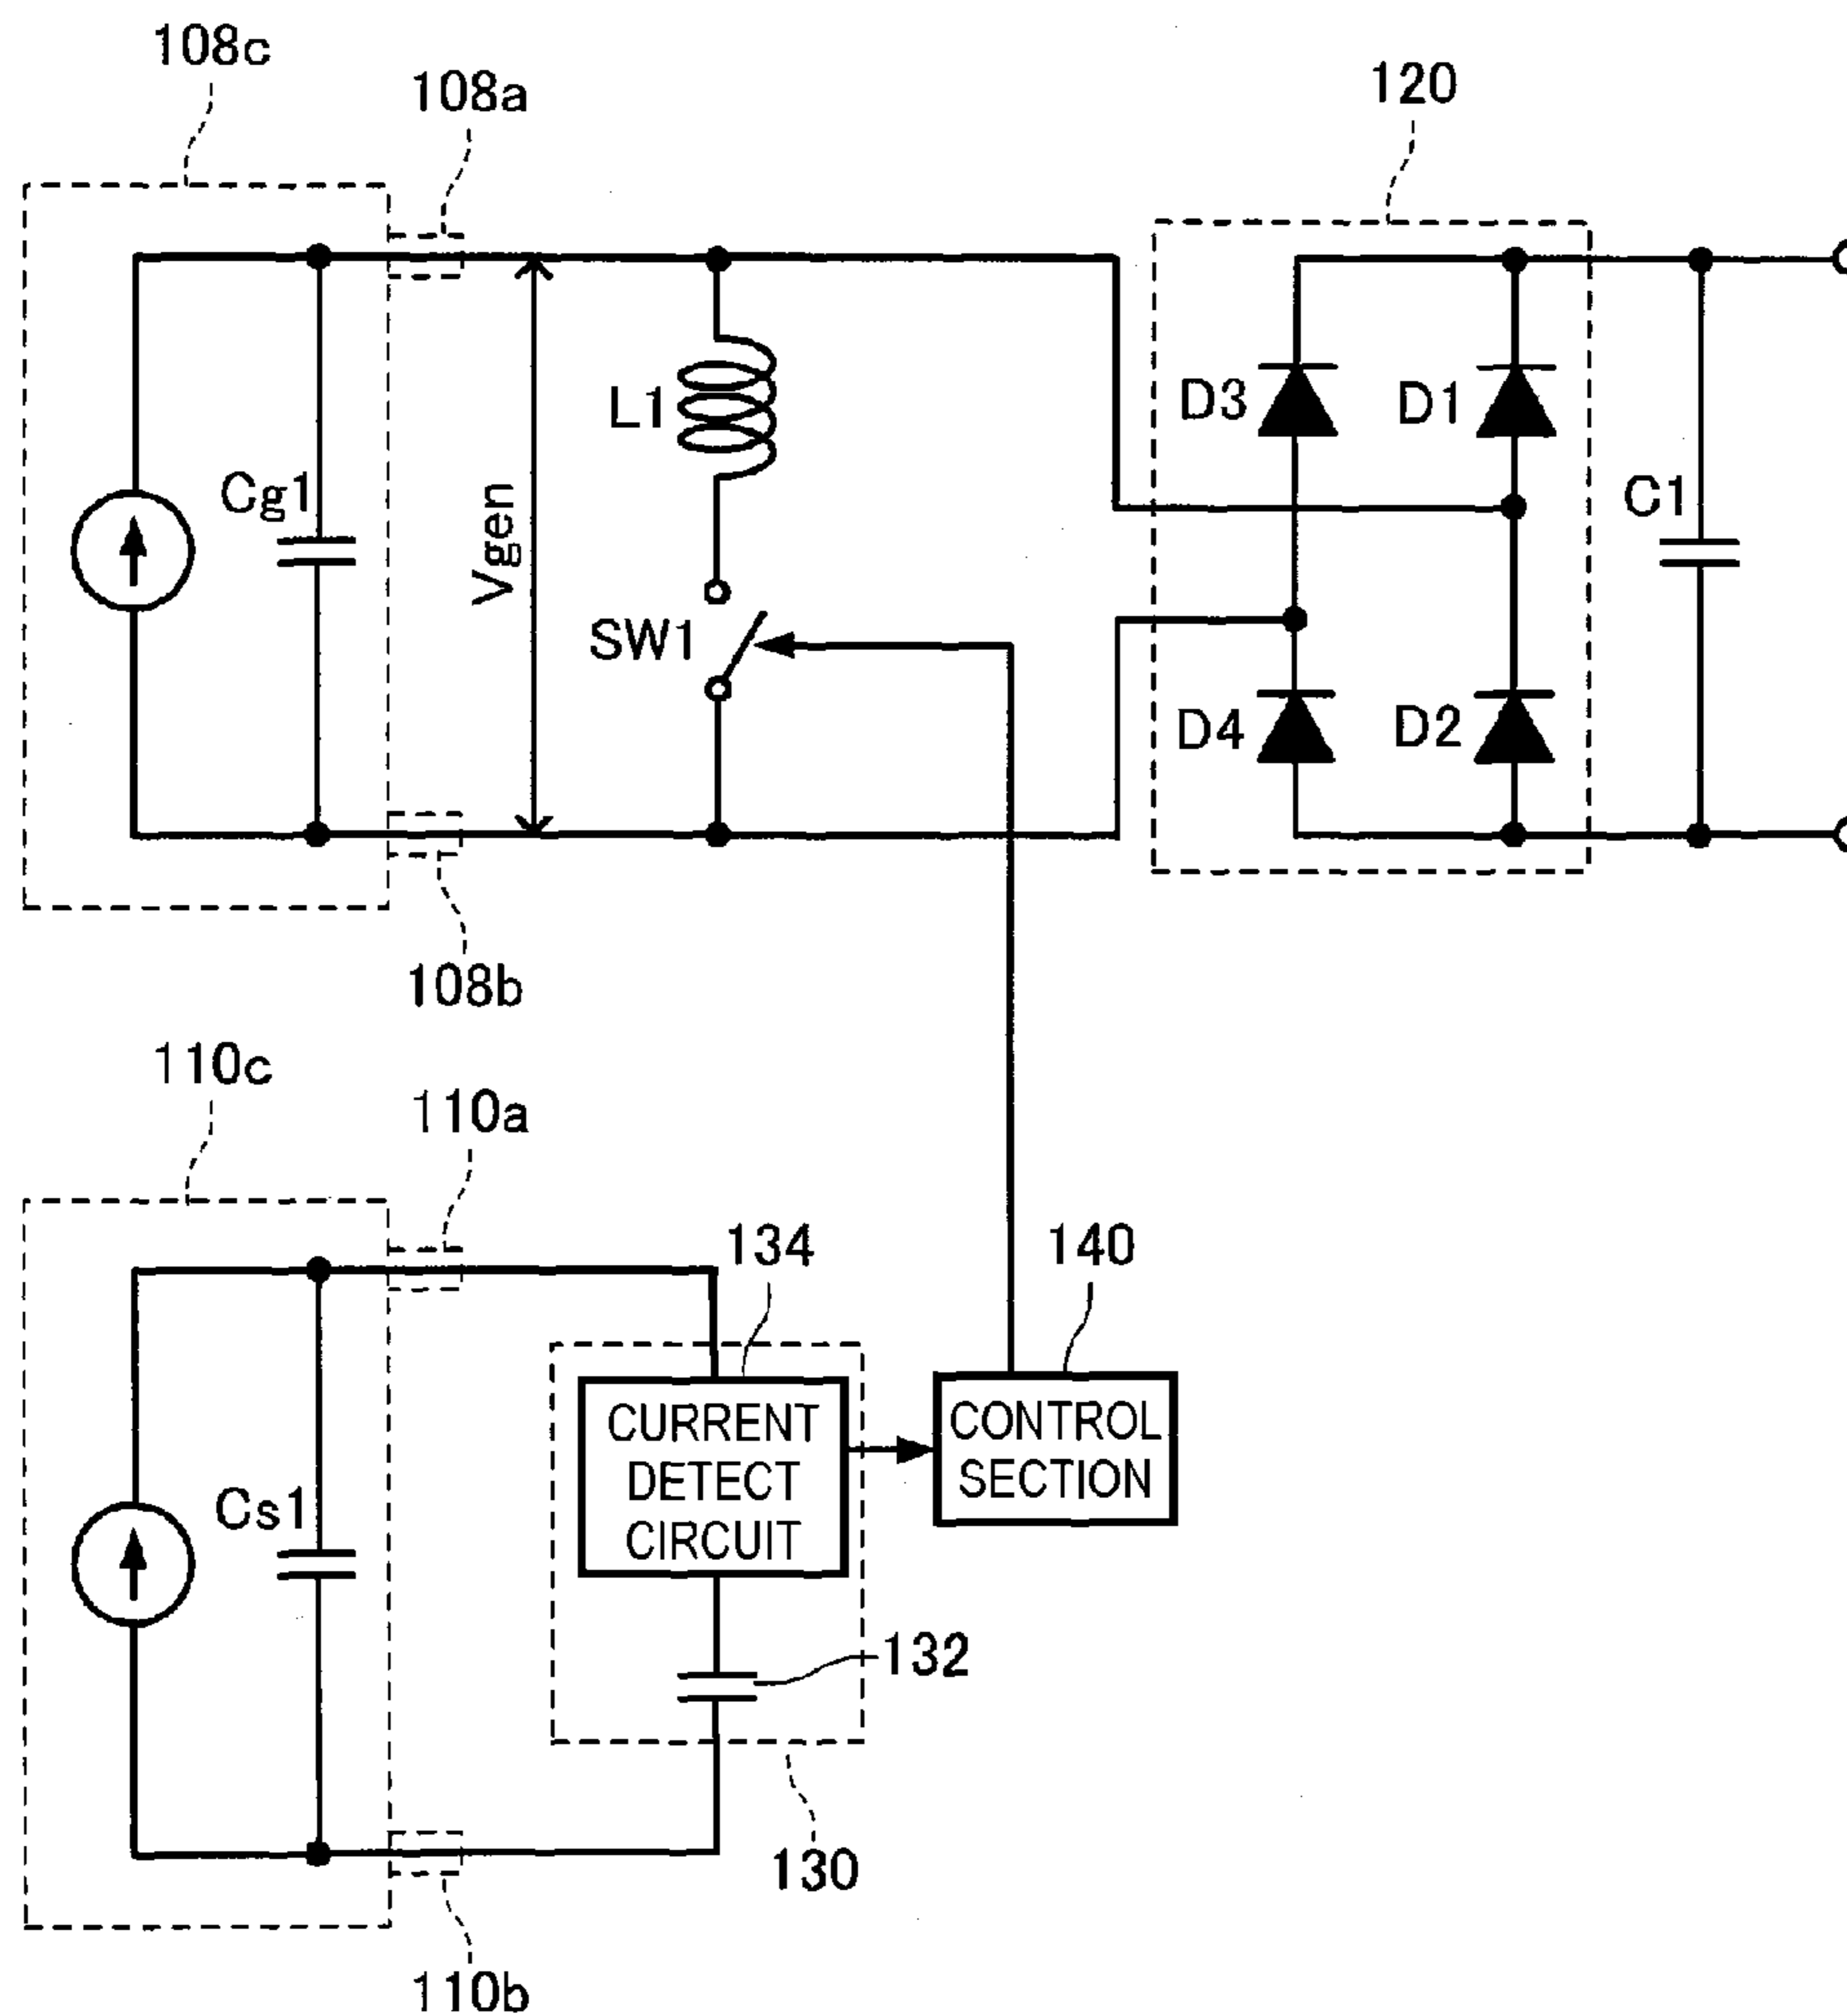 108c
108a
120
L1
D3
D1
Cg1
Vgen
C1
SW1
D4
D2
108b
110c
110a
134
140
CURRENT
DETECT
CIRCUIT
CONTROL
SECTION
Cs1
132
130
110b